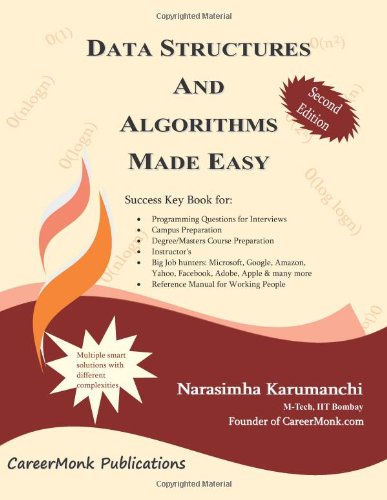 O(1)
O(n²)
O(nlogn)
DATA STRUCTURES
AND
ALGORITHMS
MADE EASY
Second
Edition
O(log logn)
O(nlogn)
Success Key Book for:
• Programming Questions for Interviews
• Campus Preparation
• Degree/Masters Course Preparation
• Instructor's
• Big Job hunters: Microsoft, Google, Amazon,
Yahoo, Facebook, Adobe, Apple & many more
• Reference Manual for Working People
Multiple smart
solutions with
different
complexities
Narasimha Karumanchi
M-Tech, IIT Bombay
Founder of CareerMonk.com
CareerMonk Publications